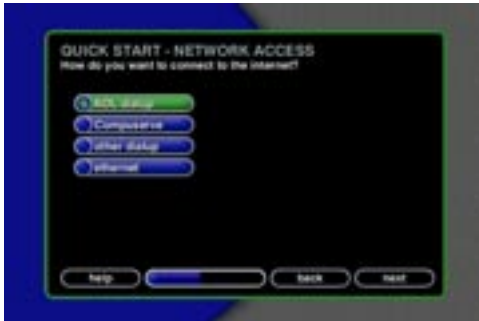 QUICK START - NETWORK ACCESS
How do you want to connect to the internet?
AOL dialup
Compuserve
other dialup
ethernet
help
back
next